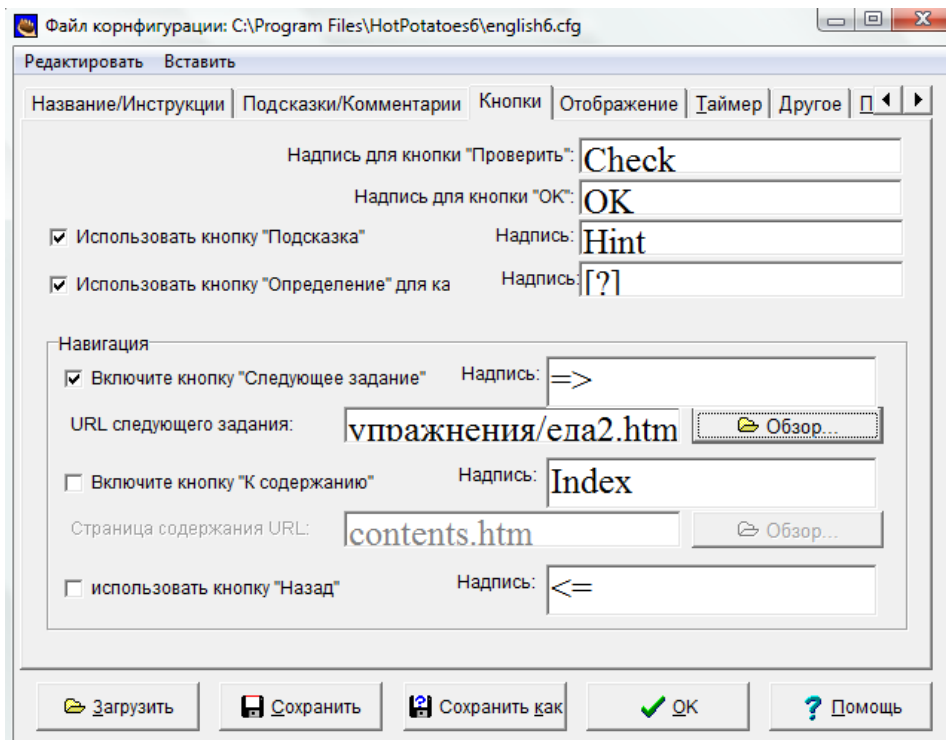 Файл корнфигурации: C:\Program Files\HotPotatoes6\english6.cfg
Редактировать Вставить
Название/Инструкции Подсказки/Комментарии Кнопки Отображение Таймер Другое П
Надпись для кнопки "Проверить": Check
Надпись для кнопки "OK": OK
Использовать кнопку "Подсказка" Надпись: Hint
Использовать кнопку "Определение" для ка Надпись: [?]
Навигация
Включите кнопку "Следующее задание" Надпись: =>
URL следующего задания: упражнения/еда2.htm Обзор...
Включите кнопку "К содержанию" Надпись: Index
Страница содержания URL: contents.htm Обзор...
использовать кнопку "Назад" Надпись: <=
Загрузить Сохранить Сохранить как OK Помощь